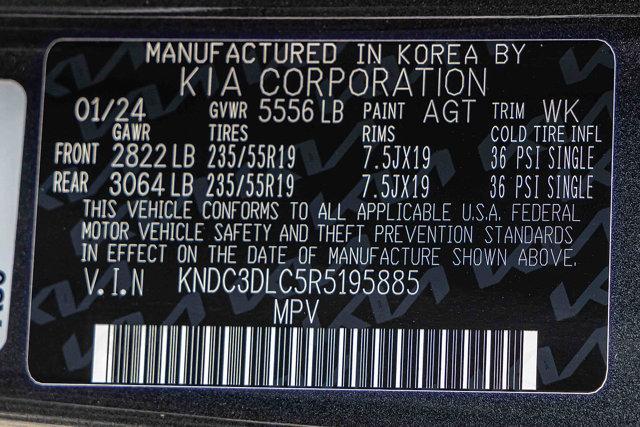 MANUFACTURED IN KOREA BY
KIA CORPORATION
01/24 GVWR 5556 LB PAINT AGT TRIM WK
GAWR TIRES RIMS COLD TIRE INFL
FRONT 2822 LB 235/55R19 7.5JX19 36 PSI SINGLE
REAR 3064 LB 235/55R19 7.5JX19 36 PSI SINGLE
THIS VEHICLE CONFORMS TO ALL APPLICABLE U.S.A. FEDERAL
MOTOR VEHICLE SAFETY AND THEFT PREVENTION STANDARDS
IN EFFECT ON THE DATE OF MANUFACTURE SHOWN ABOVE.
V.I.N KNDC3DLC5R5195885
MPV